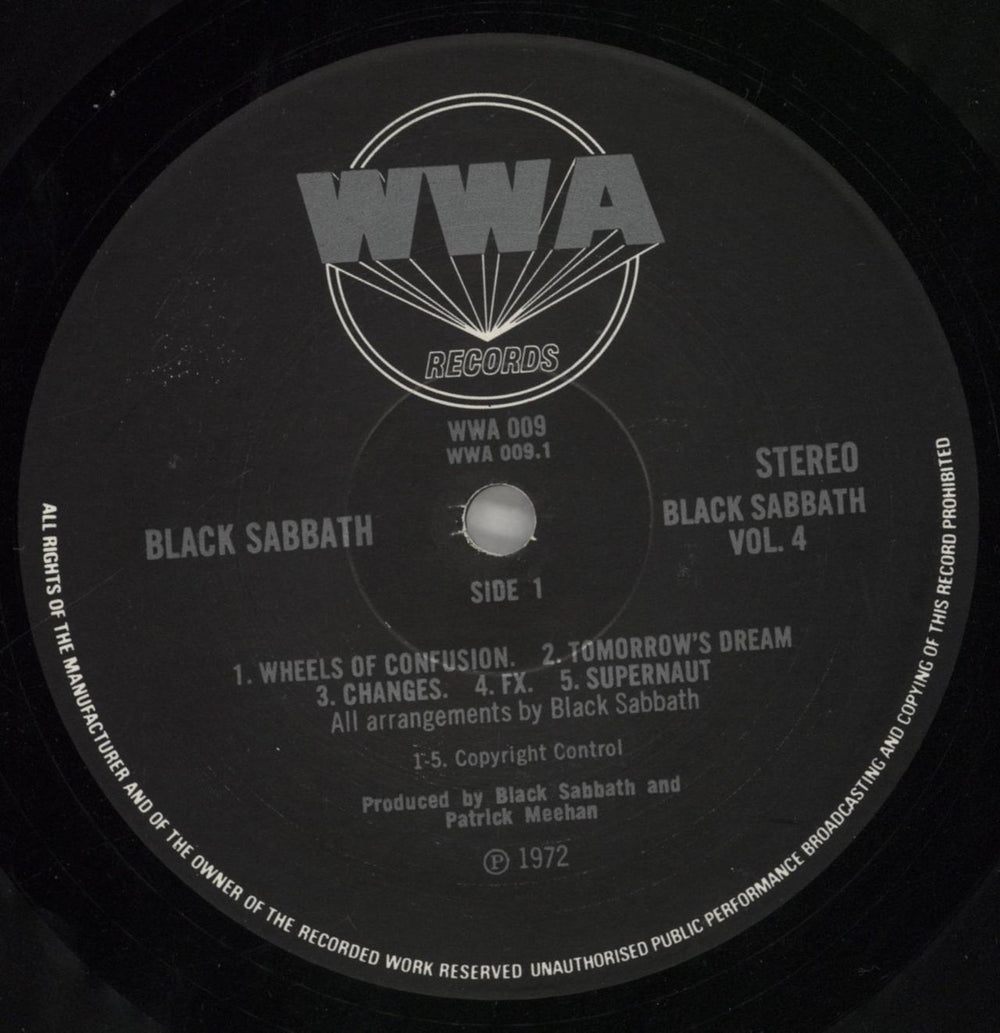 WWA
RECORDS
WWA 009
WWA 009.1
STEREO
BLACK SABBATH
VOL. 4
BLACK SABBATH
SIDE 1
1. WHEELS OF CONFUSION. 2. TOMORROW'S DREAM
3. CHANGES. 4. FX. 5. SUPERNAUT
All arrangements by Black Sabbath
1-5. Copyright Control
Produced by Black Sabbath and
Patrick Meehan
℗ 1972
ALL RIGHTS OF THE MANUFACTURER AND OF THE OWNER OF THE RECORDED WORK RESERVED UNAUTHORISED PUBLIC PERFORMANCE BROADCASTING AND COPYING OF THIS RECORD PROHIBITED